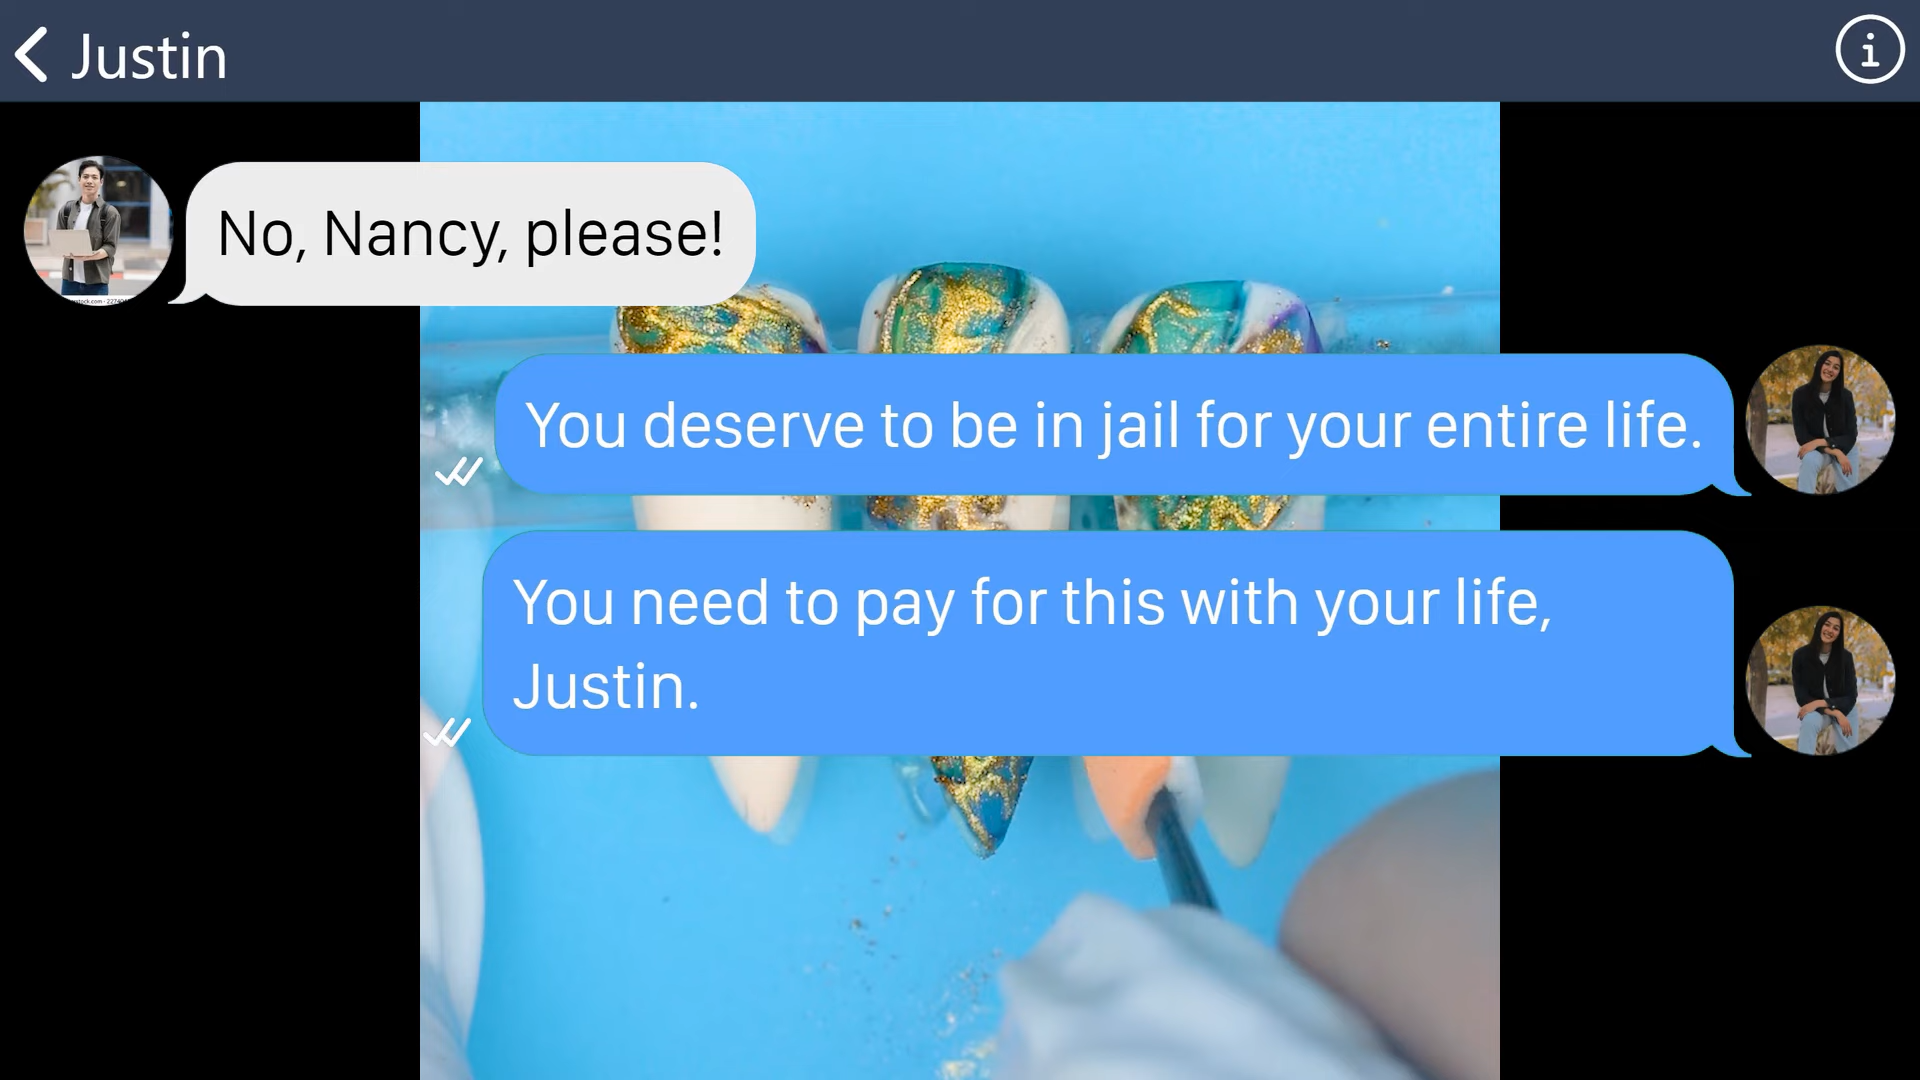 Justin
No, Nancy, please!
You deserve to be in jail for your entire life.
You need to pay for this with your life,
Justin.